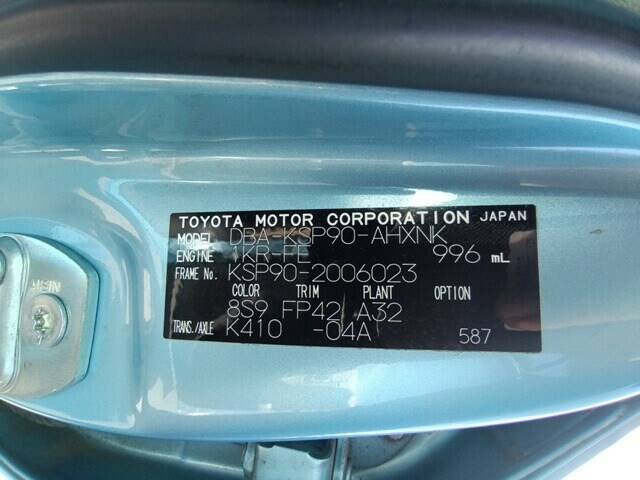 TOYOTA MOTOR CORPORATION JAPAN
MODEL DBA-KSP90-AHXNK
ENGINE 1KR-FE 996 mL
FRAME No. KSP90-2006023
COLOR TRIM PLANT OPTION
8S9 FP42 A32
TRANS./AXLE K410 -04A 587